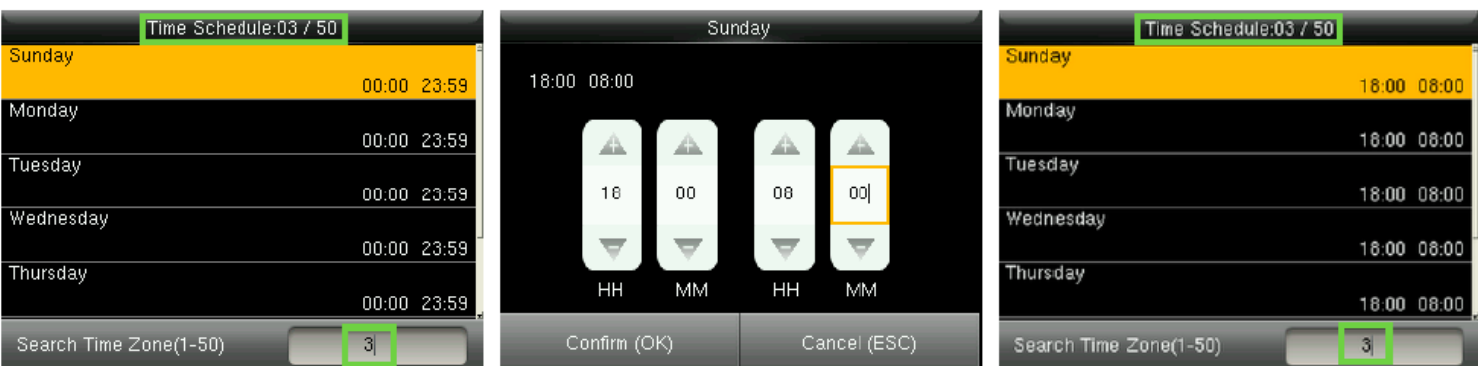 Time Schedule:03 / 50
Sunday
00:00 23:59
Monday
00:00 23:59
Tuesday
00:00 23:59
Wednesday
00:00 23:59
Thursday
00:00 23:59
Search Time Zone(1-50) 3
Sunday
18:00 08:00
18 00 08 00
HH MM HH MM
Confirm (OK) Cancel (ESC)
Time Schedule:03 / 50
Sunday
18:00 08:00
Monday
18:00 08:00
Tuesday
18:00 08:00
Wednesday
18:00 08:00
Thursday
18:00 08:00
Search Time Zone(1-50) 3